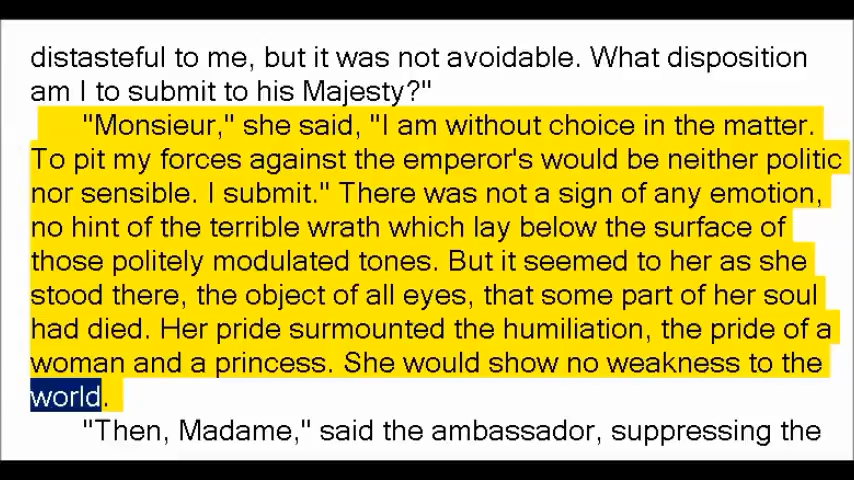 distasteful to me, but it was not avoidable. What disposition
am I to submit to his Majesty?"
"Monsieur," she said, "I am without choice in the matter.
To pit my forces against the emperor's would be neither politic
nor sensible. I submit." There was not a sign of any emotion,
no hint of the terrible wrath which lay below the surface of
those politely modulated tones. But it seemed to her as she
stood there, the object of all eyes, that some part of her soul
had died. Her pride surmounted the humiliation, the pride of a
woman and a princess. She would show no weakness to the
world.
"Then, Madame," said the ambassador, suppressing the